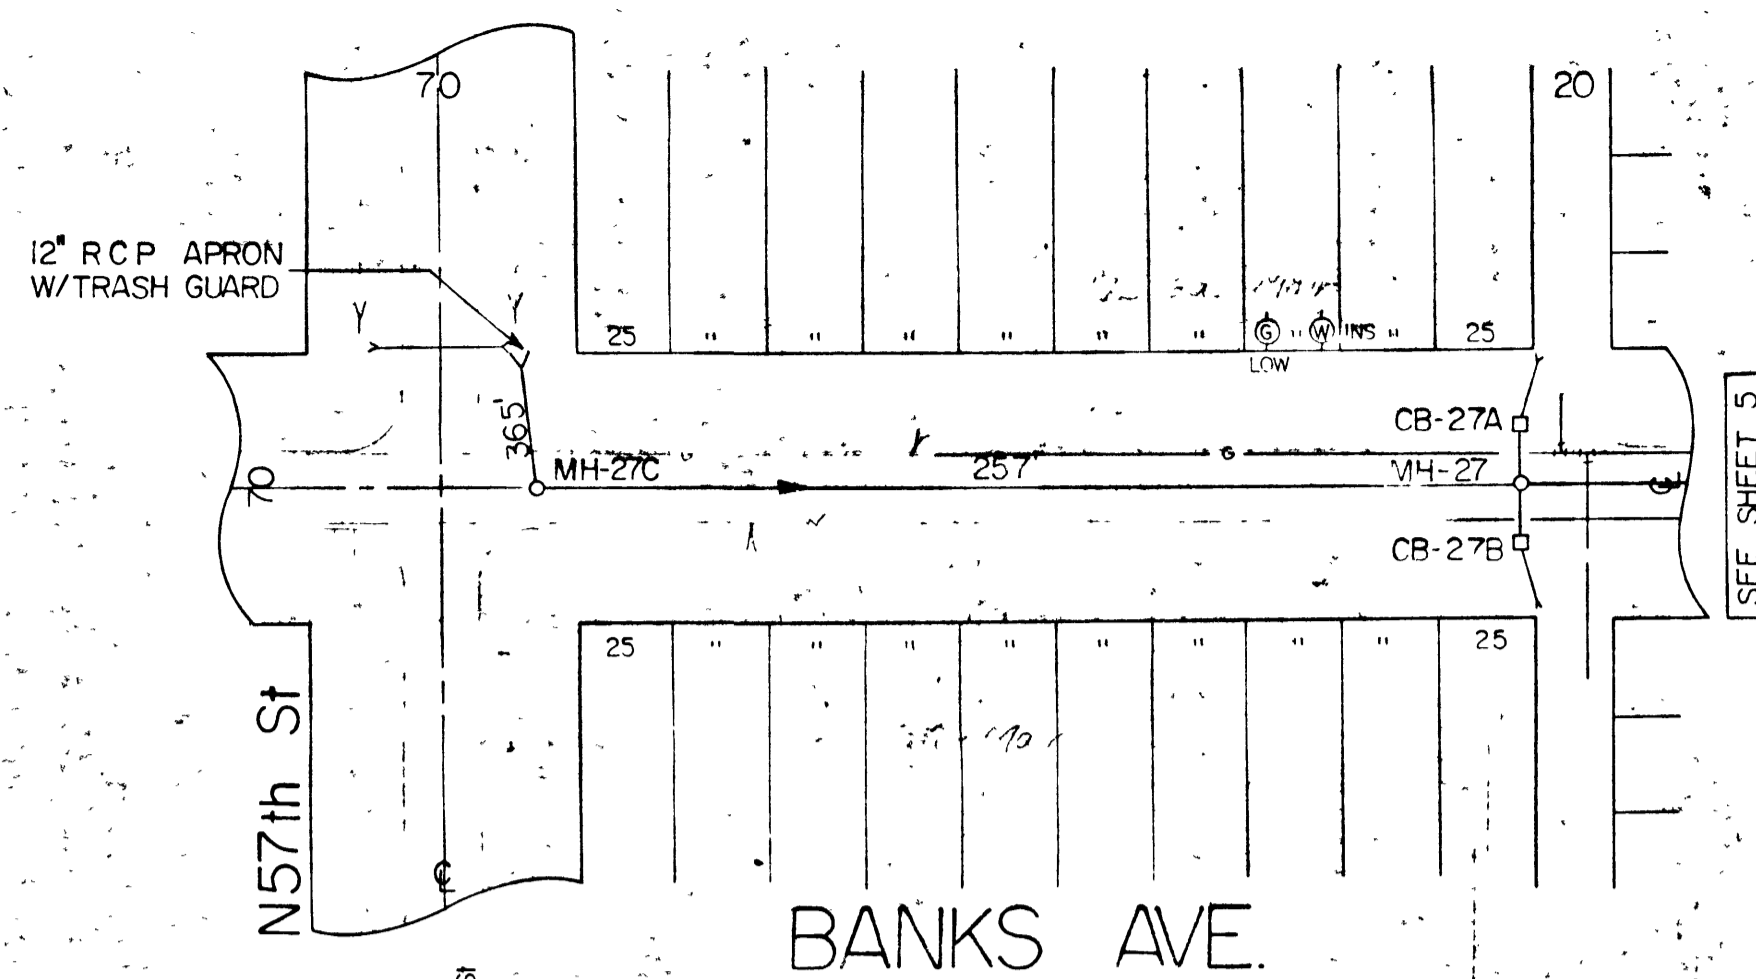 70
20
12" RCP APRON
W/TRASH GUARD
25 " " " " " " G " W INS " 25
LOW
CB-27A
365'
MH-27C
257'
MH-27
70
CB-27B
SEE SHEET 5
25 " " " " " " " " 25
N57th St
BANKS AVE.